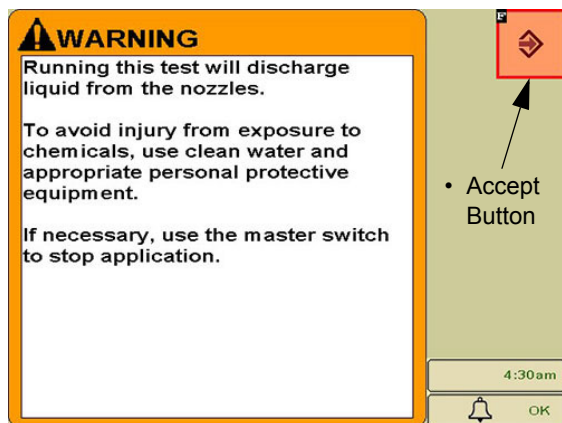 WARNING
Running this test will discharge
liquid from the nozzles.
To avoid injury from exposure to
chemicals, use clean water and
appropriate personal protective
equipment.
If necessary, use the master switch
to stop application.
F
• Accept
Button
4:30am
OK